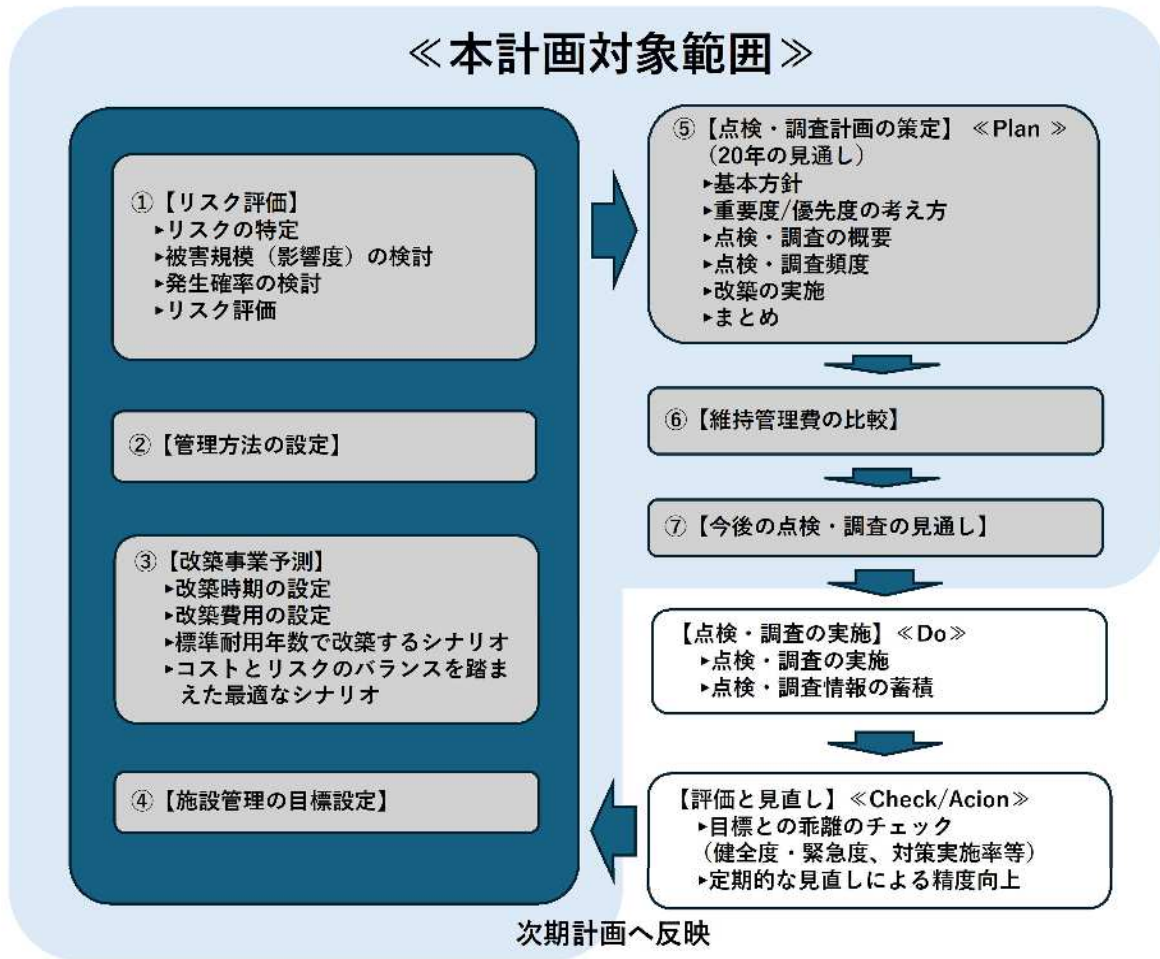 ≪本計画対象範囲≫
①【リスク評価】
▸リスクの特定
▸被害規模（影響度）の検討
▸発生確率の検討
▸リスク評価
②【管理方法の設定】
③【改築事業予測】
▸改築時期の設定
▸改築費用の設定
▸標準耐用年数で改築するシナリオ
▸コストとリスクのバランスを踏ま
えた最適なシナリオ
④【施設管理の目標設定】
⑤【点検・調査計画の策定】≪Plan ≫
（20年の見通し）
▸基本方針
▸重要度/優先度の考え方
▸点検・調査の概要
▸点検・調査頻度
▸改築の実施
▸まとめ
⑥【維持管理費の比較】
⑦【今後の点検・調査の見通し】
【点検・調査の実施】≪Do≫
▸点検・調査の実施
▸点検・調査情報の蓄積
【評価と見直し】≪Check/Acion≫
▸目標との乖離のチェック
（健全度・緊急度、対策実施率等）
▸定期的な見直しによる精度向上
次期計画へ反映